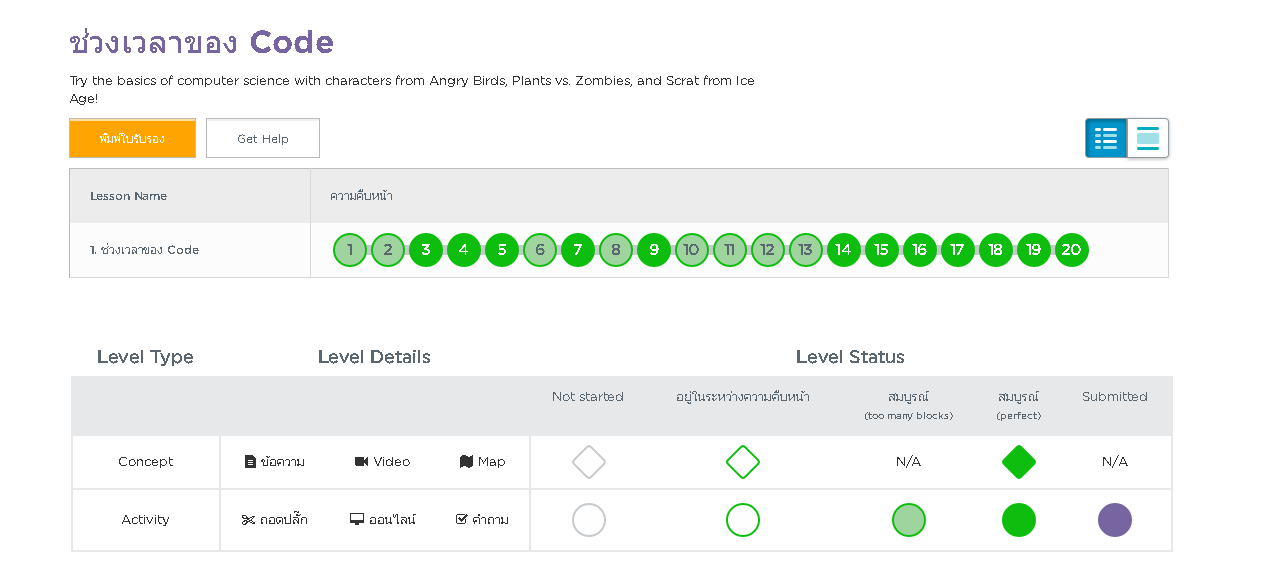 ช่วงเวลาของ Code
Try the basics of computer science with characters from Angry Birds, Plants vs. Zombies, and Scrat from Ice
Age!
พิมพ์ใบรับรอง Get Help
Lesson Name ความคืบหน้า
1. ช่วงเวลาของ Code 1 2 3 4 5 6 7 8 9 10 11 12 13 14 15 16 17 18 19 20
Level Type Level Details Level Status
Not started อยู่ในระหว่างความคืบหน้า สมบูรณ์ สมบูรณ์ Submitted
(too many blocks) (perfect)
Concept ข้อความ Video Map N/A N/A
Activity ถอดปลั๊ก ออนไลน์ คำถาม